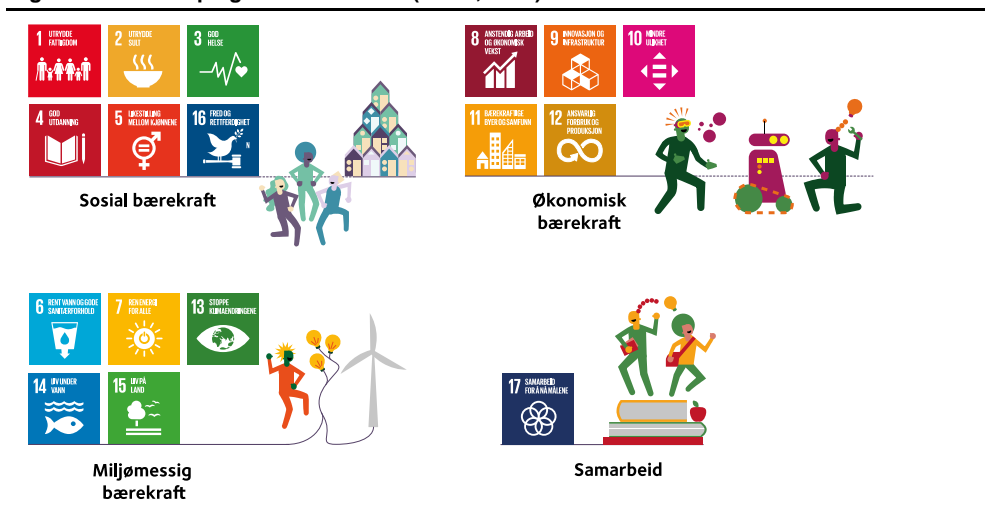 1 UTRYDDE
FATTIGDOM
2 UTRYDDE
SULT
3 GOD
HELSE
4 GOD
UTDANNING
5 LIKESTILLING
MELLOM KJØNNENE
16 FRED OG
RETTFERDIGHET
N
Sosial bærekraft
8 ANSTENDIG ARBEID
OG ØKONOMISK
VEKST
9 INNOVASJON OG
INFRASTRUKTUR
10 MINDRE
ULIKHET
11 BÆREKRAFTIGE
BYER OG SAMFUNN
12 ANSVARLIG
FORBRUK OG
PRODUKSJON
Økonomisk
bærekraft
6 RENT VANN OG GODE
SANITÆRFORHOLD
7 REN ENERGI
FOR ALLE
13 STOPPE
KLIMAENDRINGENE
14 LIV UNDER
VANN
15 LIV PÅ
LAND
Miljømessig
bærekraft
17 SAMARBEID
FOR Å NÅ MÅLENE
Samarbeid